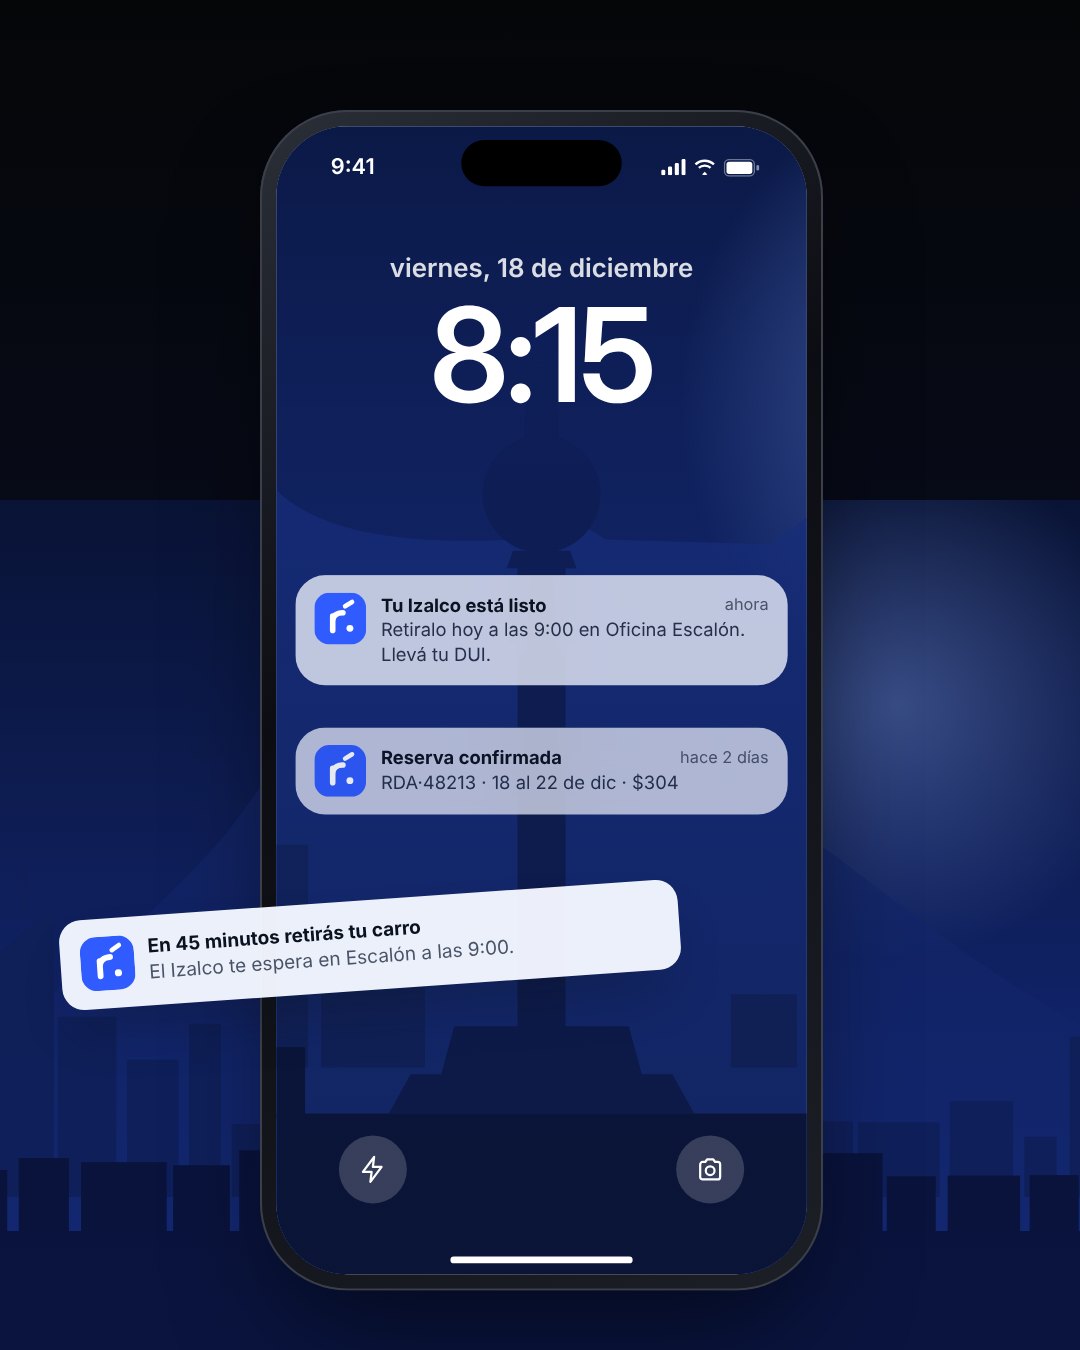 9:41
viernes, 18 de diciembre
8:15
Tu Izalco está listo
ahora
Retiralo hoy a las 9:00 en Oficina Escalón.
Llevá tu DUI.
Reserva confirmada
hace 2 días
RDA·48213 · 18 al 22 de dic · $304
En 45 minutos retirás tu carro
El Izalco te espera en Escalón a las 9:00.